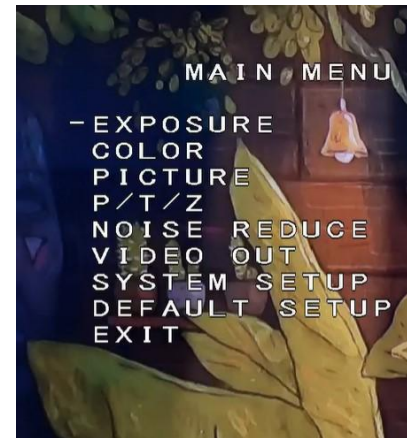 MAIN MENU
-EXPOSURE
COLOR
PICTURE
P/T/Z
NOISE REDUCE
VIDEO OUT
SYSTEM SETUP
DEFAULT SETUP
EXIT